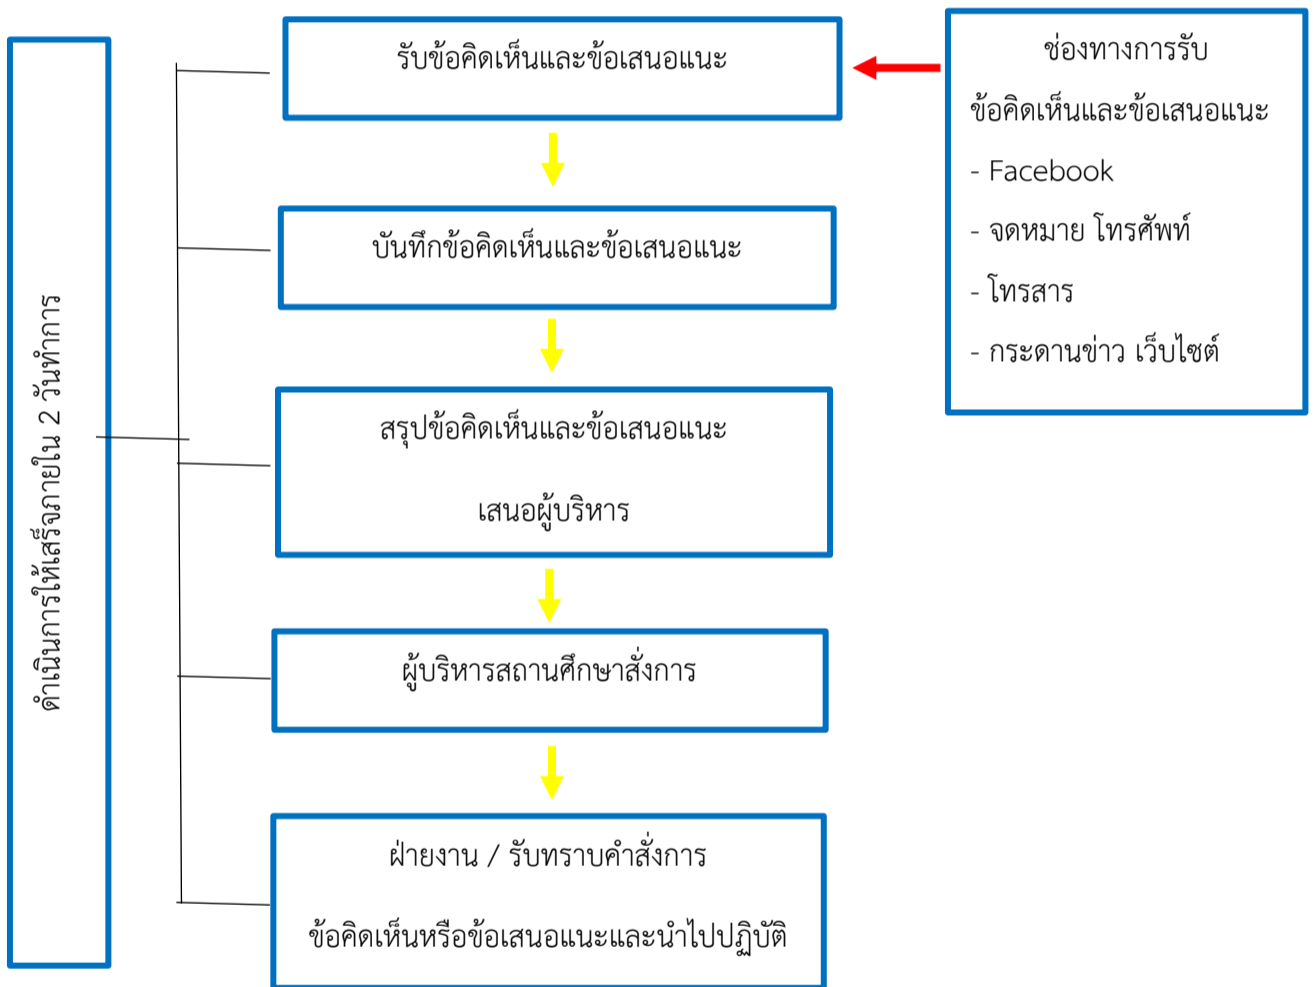 รับข้อคิดเห็นและข้อเสนอแนะ
ช่องทางการรับ
ข้อคิดเห็นและข้อเสนอแนะ
- Facebook
- จดหมาย โทรศัพท์
- โทรสาร
- กระดานข่าว เว็บไซต์
บันทึกข้อคิดเห็นและข้อเสนอแนะ
สรุปข้อคิดเห็นและข้อเสนอแนะ
เสนอผู้บริหาร
ผู้บริหารสถานศึกษาสั่งการ
ฝ่ายงาน / รับทราบคำสั่งการ
ข้อคิดเห็นหรือข้อเสนอแนะและนำไปปฏิบัติ
ดำเนินการให้เสร็จภายใน 2 วันทำการ